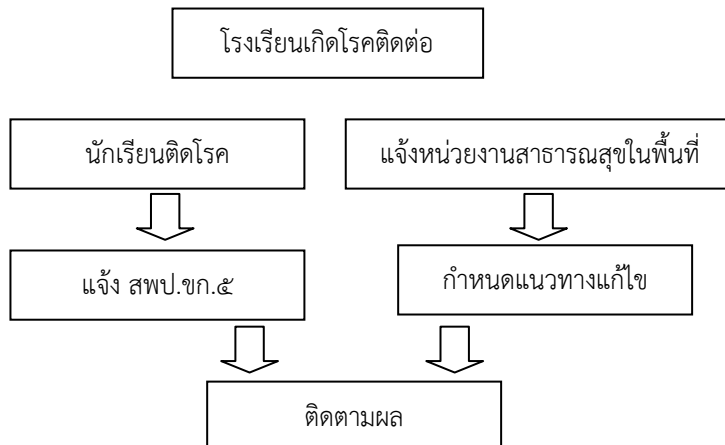 โรงเรียนเกิดโรคติดต่อ
นักเรียนติดโรค
แจ้งหน่วยงานสาธารณสุขในพื้นที่
แจ้ง สพป.ขก.๕
กำหนดแนวทางแก้ไข
ติดตามผล